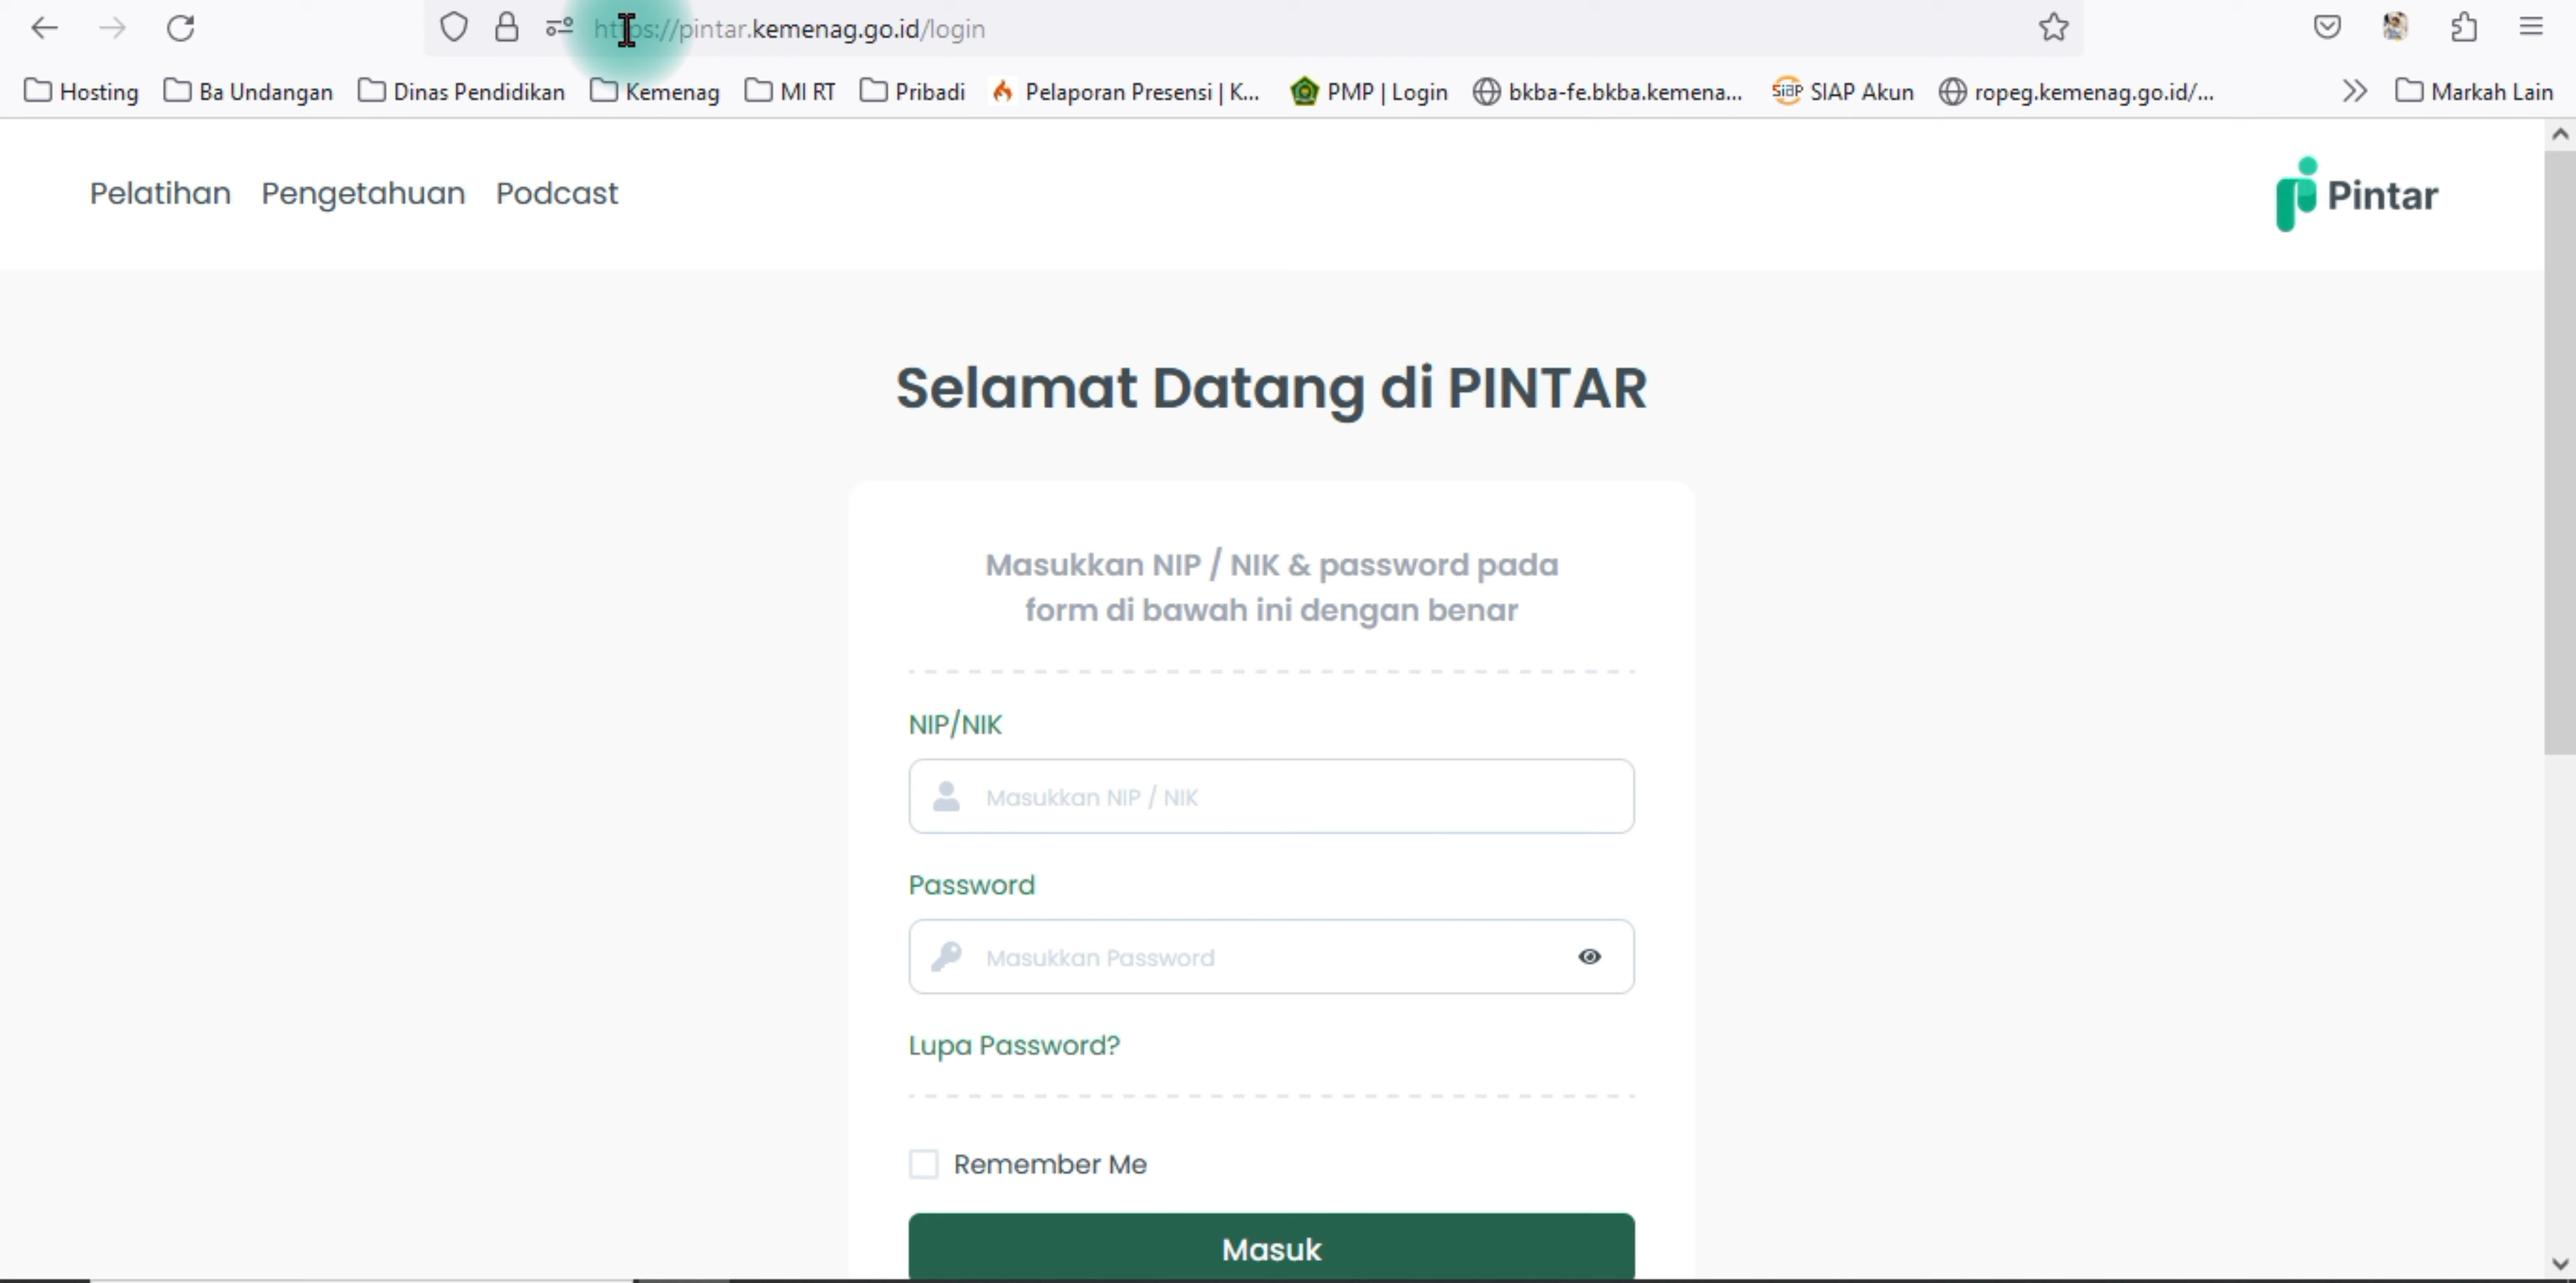 https://pintar.kemenag.go.id/login
Hosting Ba Undangan Dinas Pendidikan Kemenag MI RT Pribadi Pelaporan Presensi | K... PMP | Login bkba-fe.bkba.kemena... SIAP SIAP Akun ropeg.kemenag.go.id/... Markah Lain
Pelatihan Pengetahuan Podcast Pintar
Selamat Datang di PINTAR
Masukkan NIP / NIK & password pada
form di bawah ini dengan benar
NIP/NIK
Masukkan NIP / NIK
Password
Masukkan Password
Lupa Password?
Remember Me
Masuk